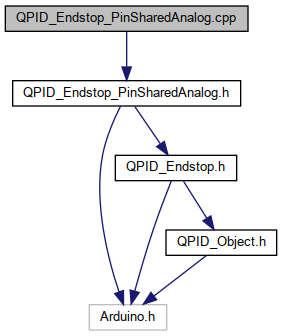 QPID_Endstop_PinSharedAnalog.cpp
QPID_Endstop_PinSharedAnalog.h
QPID_Endstop.h
QPID_Object.h
Arduino.h